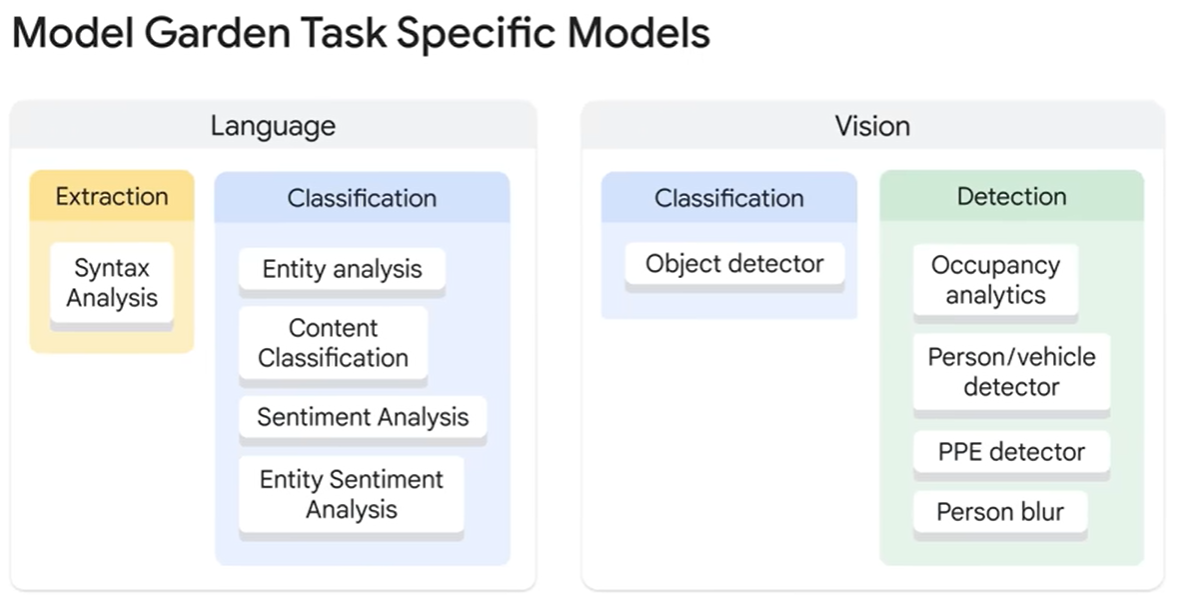 Model Garden Task Specific Models
Language
Extraction
Syntax
Analysis
Classification
Entity analysis
Content
Classification
Sentiment Analysis
Entity Sentiment
Analysis
Vision
Classification
Object detector
Detection
Occupancy
analytics
Person/vehicle
detector
PPE detector
Person blur